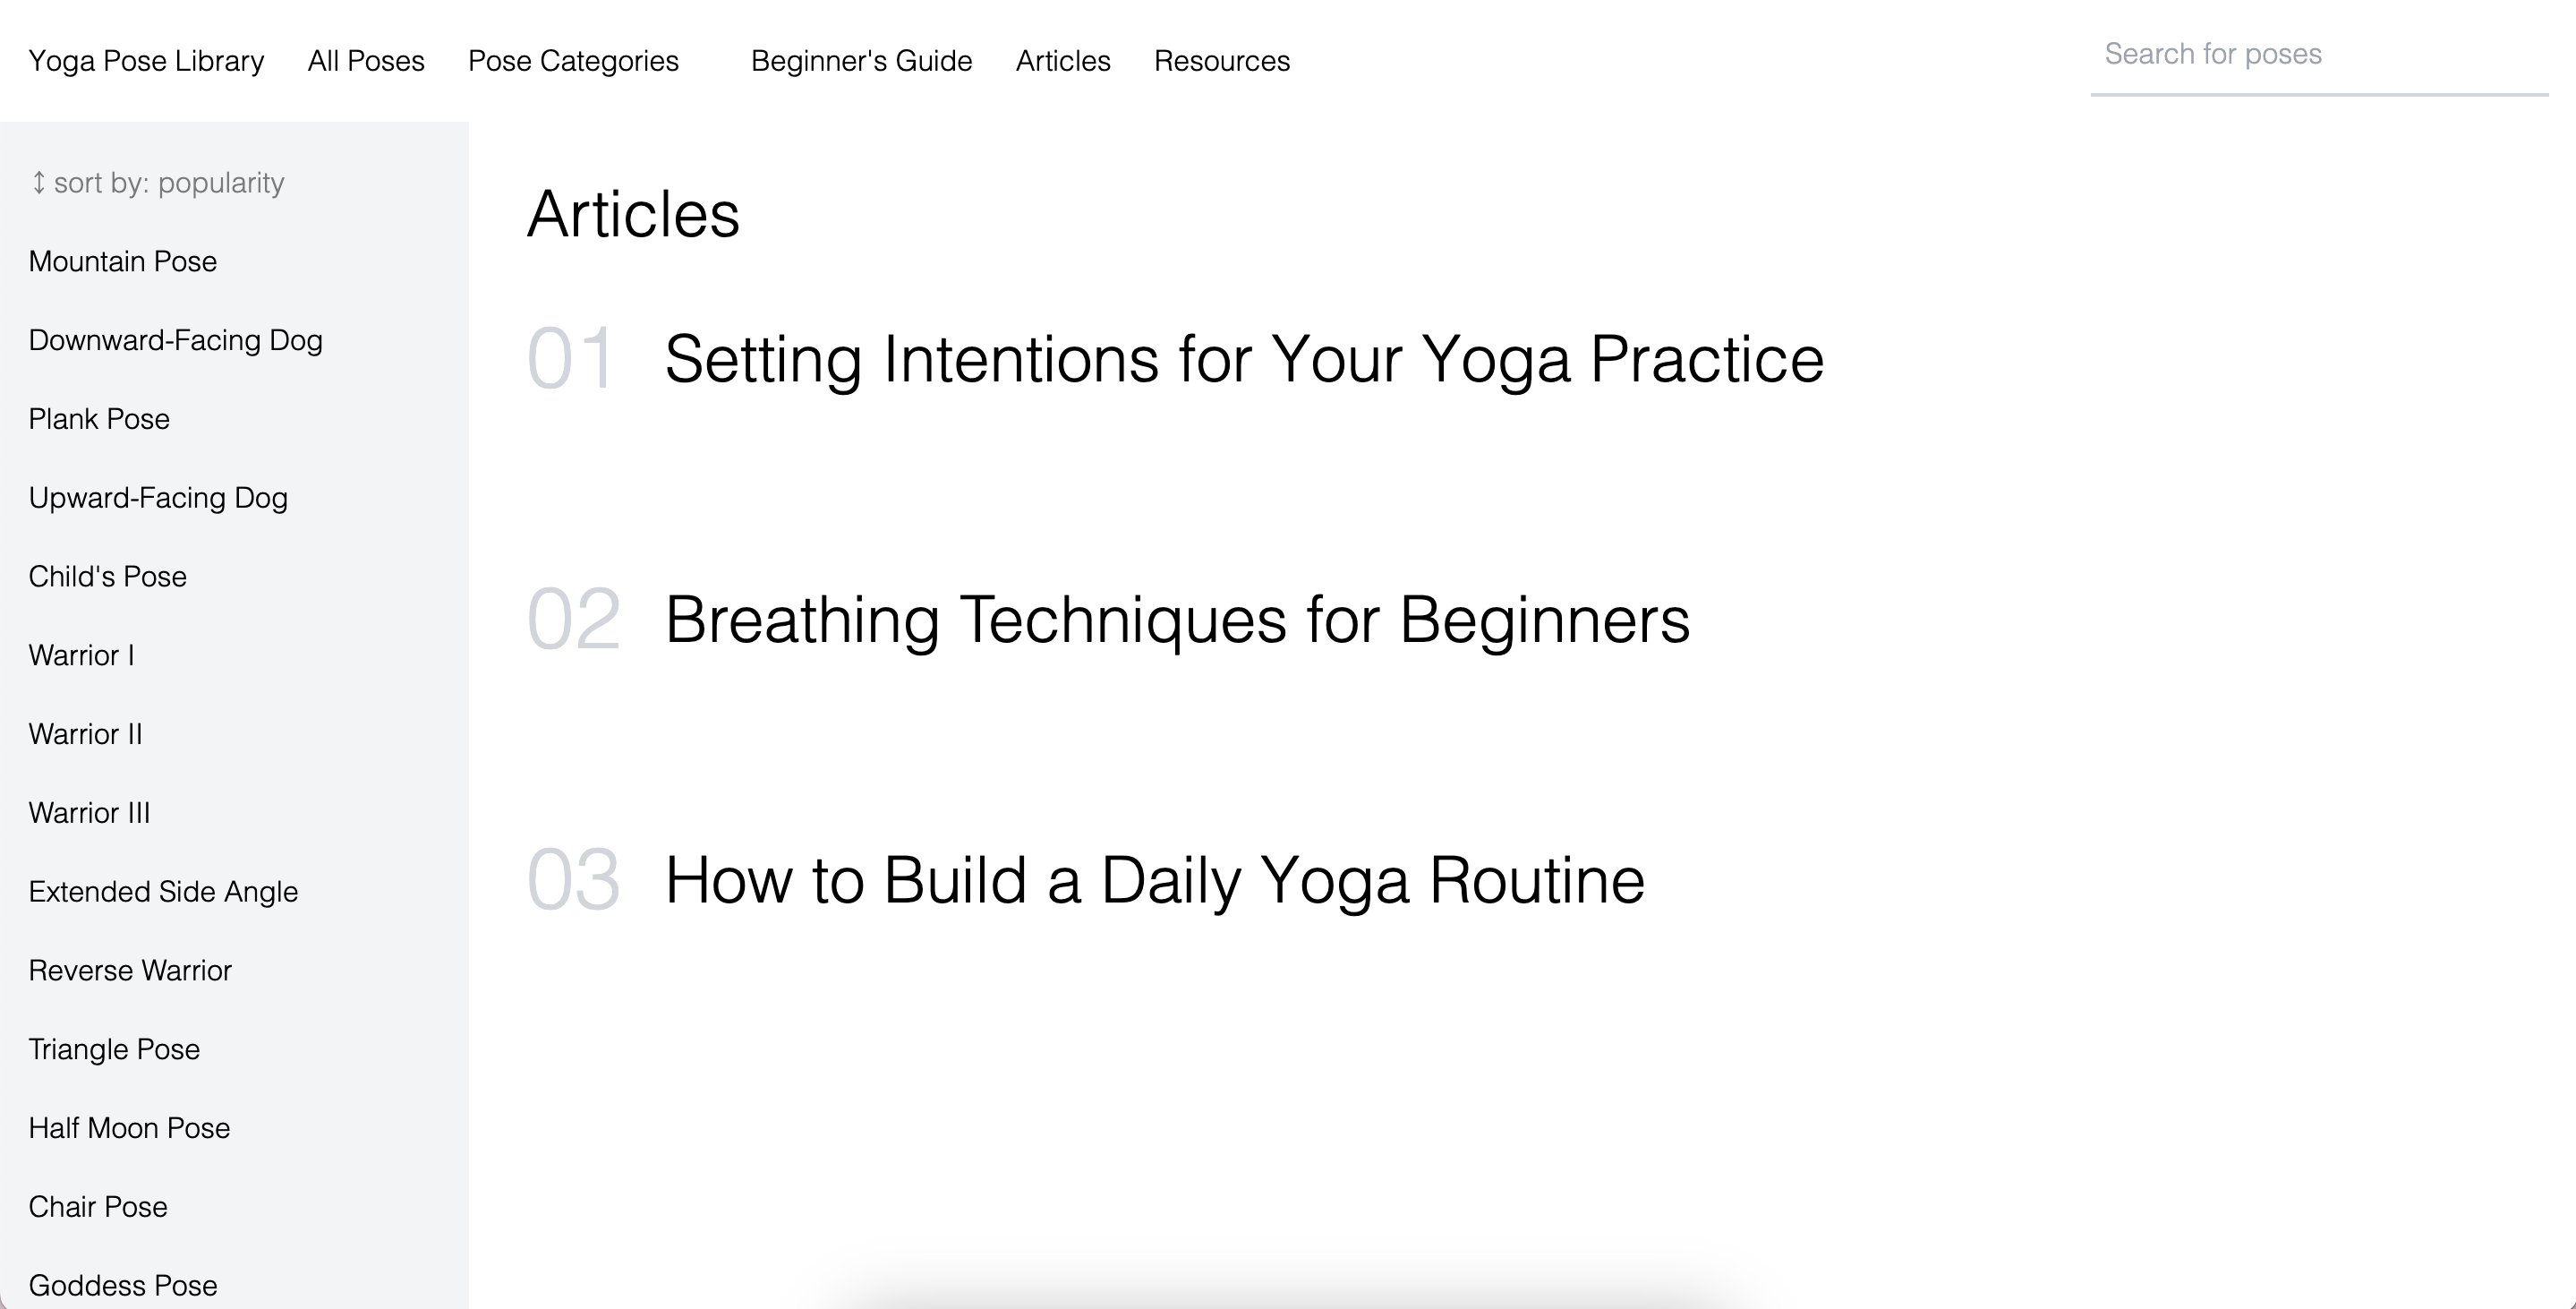 Yoga Pose Library All Poses Pose Categories Beginner's Guide Articles Resources Search for poses
↕ sort by: popularity
Mountain Pose
Downward-Facing Dog
Plank Pose
Upward-Facing Dog
Child's Pose
Warrior I
Warrior II
Warrior III
Extended Side Angle
Reverse Warrior
Triangle Pose
Half Moon Pose
Chair Pose
Goddess Pose
Articles
01 Setting Intentions for Your Yoga Practice
02 Breathing Techniques for Beginners
03 How to Build a Daily Yoga Routine